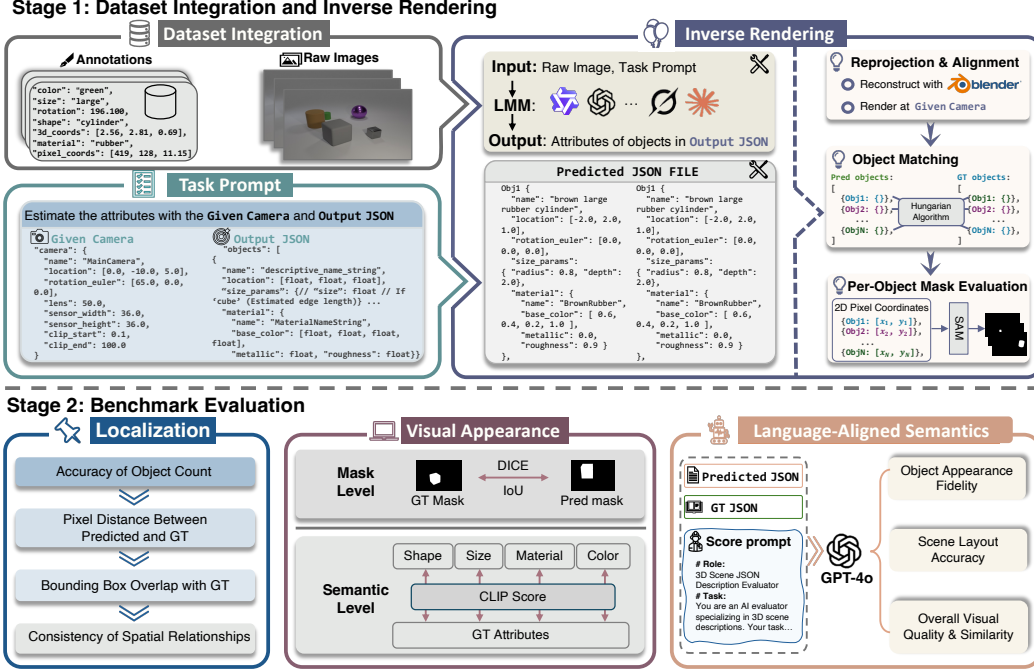 Stage 1: Dataset Integration and Inverse Rendering
Dataset Integration
Annotations
Raw Images
"color": "green",
"size": "large",
"rotation": 196.100,
"shape": "cylinder",
"3d_coords": [2.56, 2.81, 0.69],
"material": "rubber",
"pixel_coords": [419, 128, 11.15]
Task Prompt
Estimate the attributes with the Given Camera and Output JSON
Given Camera
"camera": {
"name": "MainCamera",
"location": [0.0, -10.0, 5.0],
"rotation_euler": [65.0, 0.0,
0.0],
"lens": 50.0,
"sensor_width": 36.0,
"sensor_height": 36.0,
"clip_start": 0.1,
"clip_end": 100.0
}
Output JSON
"objects": [
{
"name": "descriptive_name_string",
"location": [float, float, float],
"size_params": {// "size": float // If
'cube' (Estimated edge length)} ...
"material": {
"name": "MaterialNameString",
"base_color": [float, float, float,
float],
"metallic": float, "roughness": float}}
Inverse Rendering
Input: Raw Image, Task Prompt
LMM:
...
Output: Attributes of objects in Output JSON
Predicted JSON FILE
Obj1 {
"name": "brown large
rubber cylinder",
"location": [-2.0, 2.0,
1.0],
"rotation_euler": [0.0,
0.0, 0.0],
"size_params":
{ "radius": 0.8, "depth":
2.0},
"material": {
"name": "BrownRubber",
"base_color": [ 0.6,
0.4, 0.2, 1.0 ],
"metallic": 0.0,
"roughness": 0.9 }
},
Obj1 {
"name": "brown large
rubber cylinder",
"location": [-2.0, 2.0,
1.0],
"rotation_euler": [0.0,
0.0, 0.0],
"size_params":
{ "radius": 0.8, "depth":
2.0},
"material": {
"name": "BrownRubber",
"base_color": [ 0.6,
0.4, 0.2, 1.0 ],
"metallic": 0.0,
"roughness": 0.9 }
},
Reprojection & Alignment
Reconstruct with blender
Render at Given Camera
Object Matching
Pred objects:
[
{Obj1: {}},
{Obj2: {}},
...
{ObjN: {}},
]
Hungarian
Algorithm
GT objects:
[
{Obj1: {}},
{Obj2: {}},
...
{ObjN: {}},
]
Per-Object Mask Evaluation
2D Pixel Coordinates
{Obj1: [x1, y1]},
{Obj2: [x2, y2]},
...
{ObjN: [xN, yN]},
SAM
Stage 2: Benchmark Evaluation
Localization
Accuracy of Object Count
Pixel Distance Between
Predicted and GT
Bounding Box Overlap with GT
Consistency of Spatial Relationships
Visual Appearance
Mask
Level
GT Mask
DICE
IoU
Pred mask
Semantic
Level
Shape
Size
Material
Color
CLIP Score
GT Attributes
Language-Aligned Semantics
Predicted JSON
GT JSON
Score prompt
# Role:
3D Scene JSON
Description Evaluator
# Task:
You are an AI evaluator
specializing in 3D scene
descriptions. Your task...
GPT-4o
Object Appearance
Fidelity
Scene Layout
Accuracy
Overall Visual
Quality & Similarity